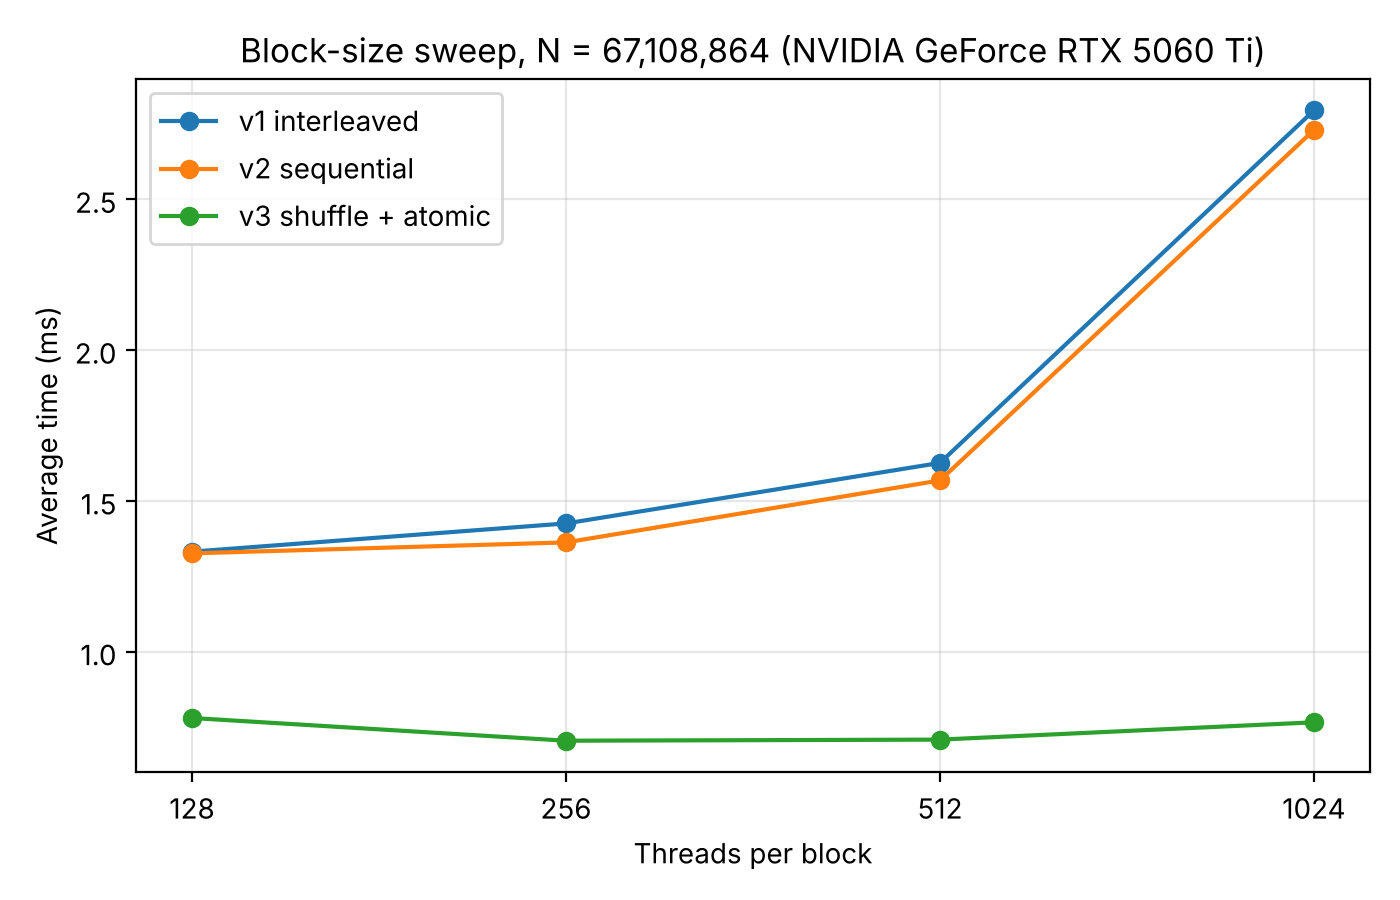 Block-size sweep, N = 67,108,864 (NVIDIA GeForce RTX 5060 Ti)
v1 interleaved
v2 sequential
v3 shuffle + atomic
Average time (ms)
2.5
2.0
1.5
1.0
128 256 512 1024
Threads per block